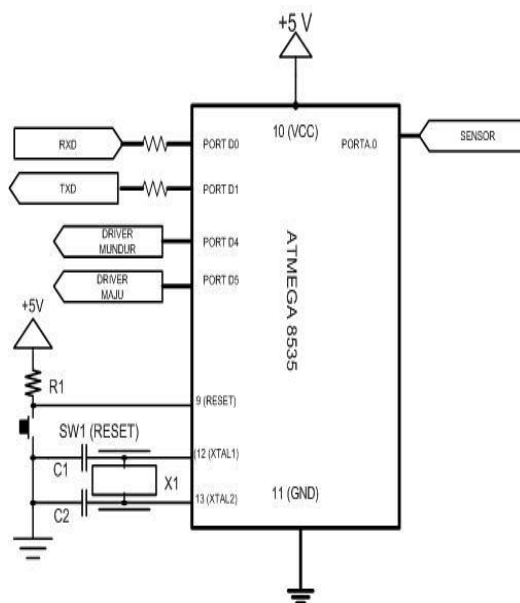 +5 V
10 (VCC)
RXD
PORT D0
PORTA.0
SENSOR
TXD
PORT D1
DRIVER
MUNDUR
PORT D4
DRIVER
MAJU
PORT D5
ATMEGA 8535
+5V
R1
9 (RESET)
SW1 (RESET)
C1
(12 (XTAL1)
X1
C2
13 (XTAL2)
11 (GND)